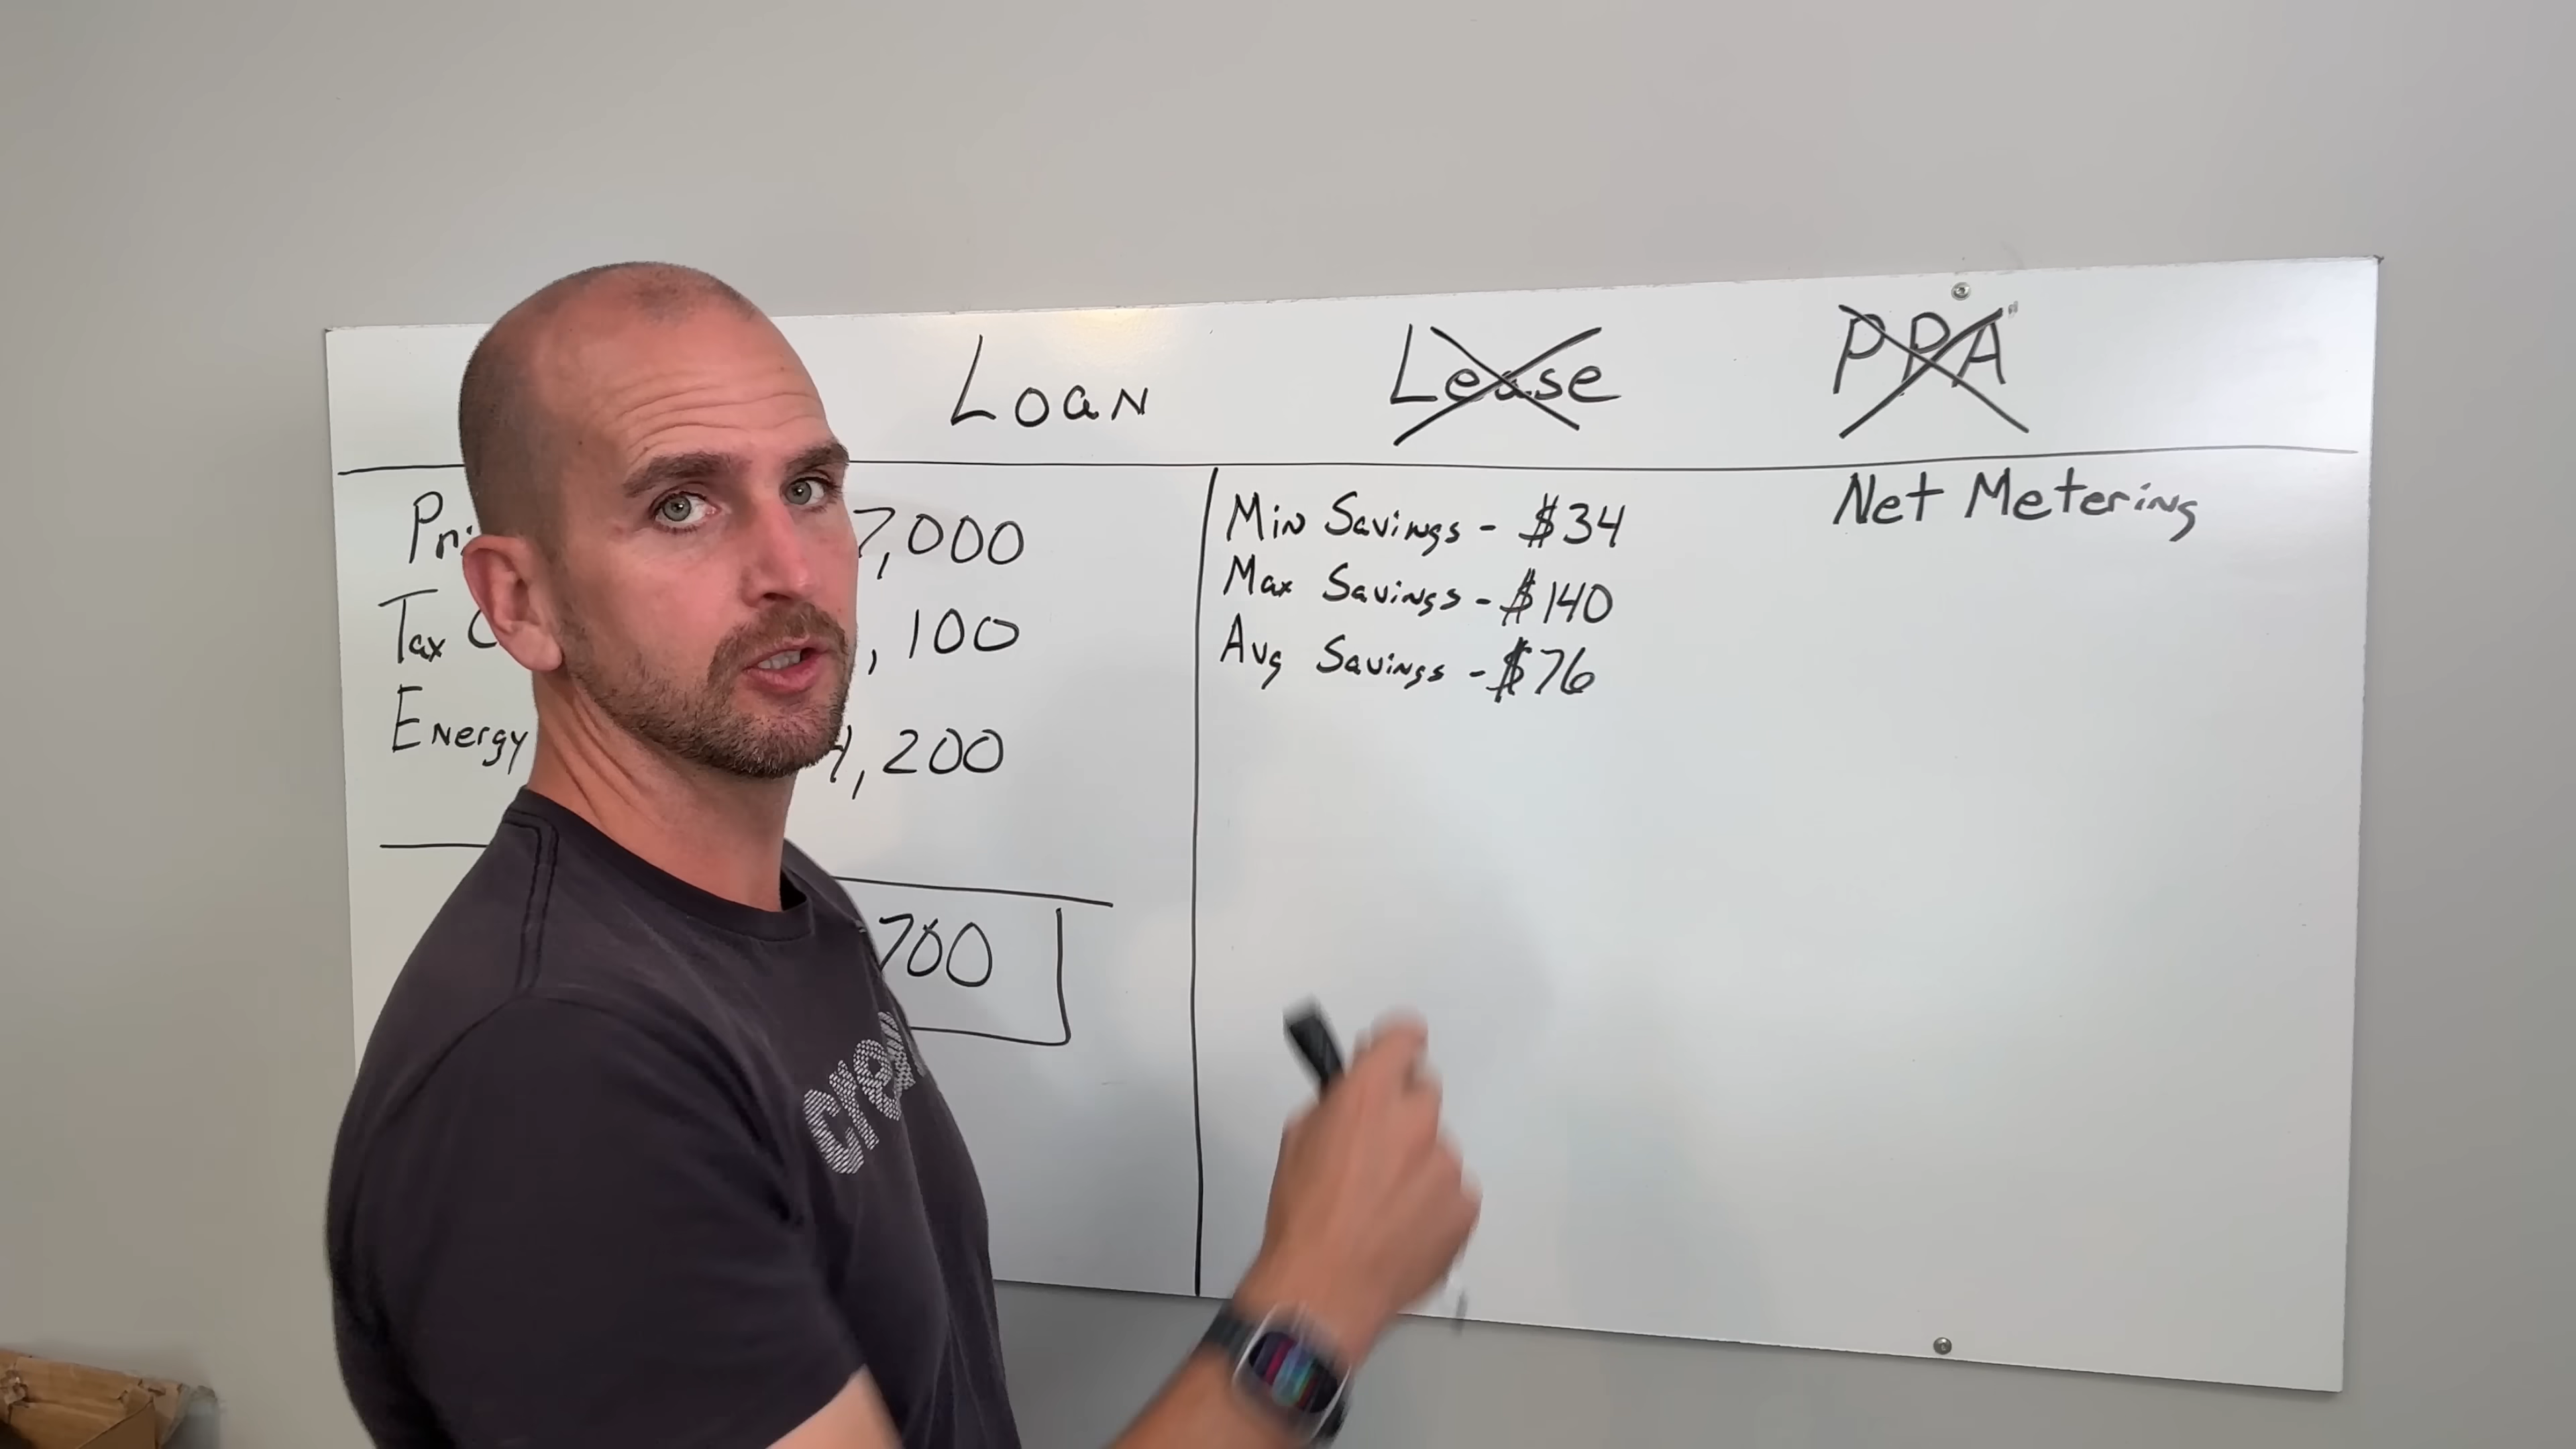 Loan Lease PPA
7,000
Tax , 100
Energy 4,200
700
Min Savings - $34
Max Savings - $140
Avg Savings - $76
Net Metering